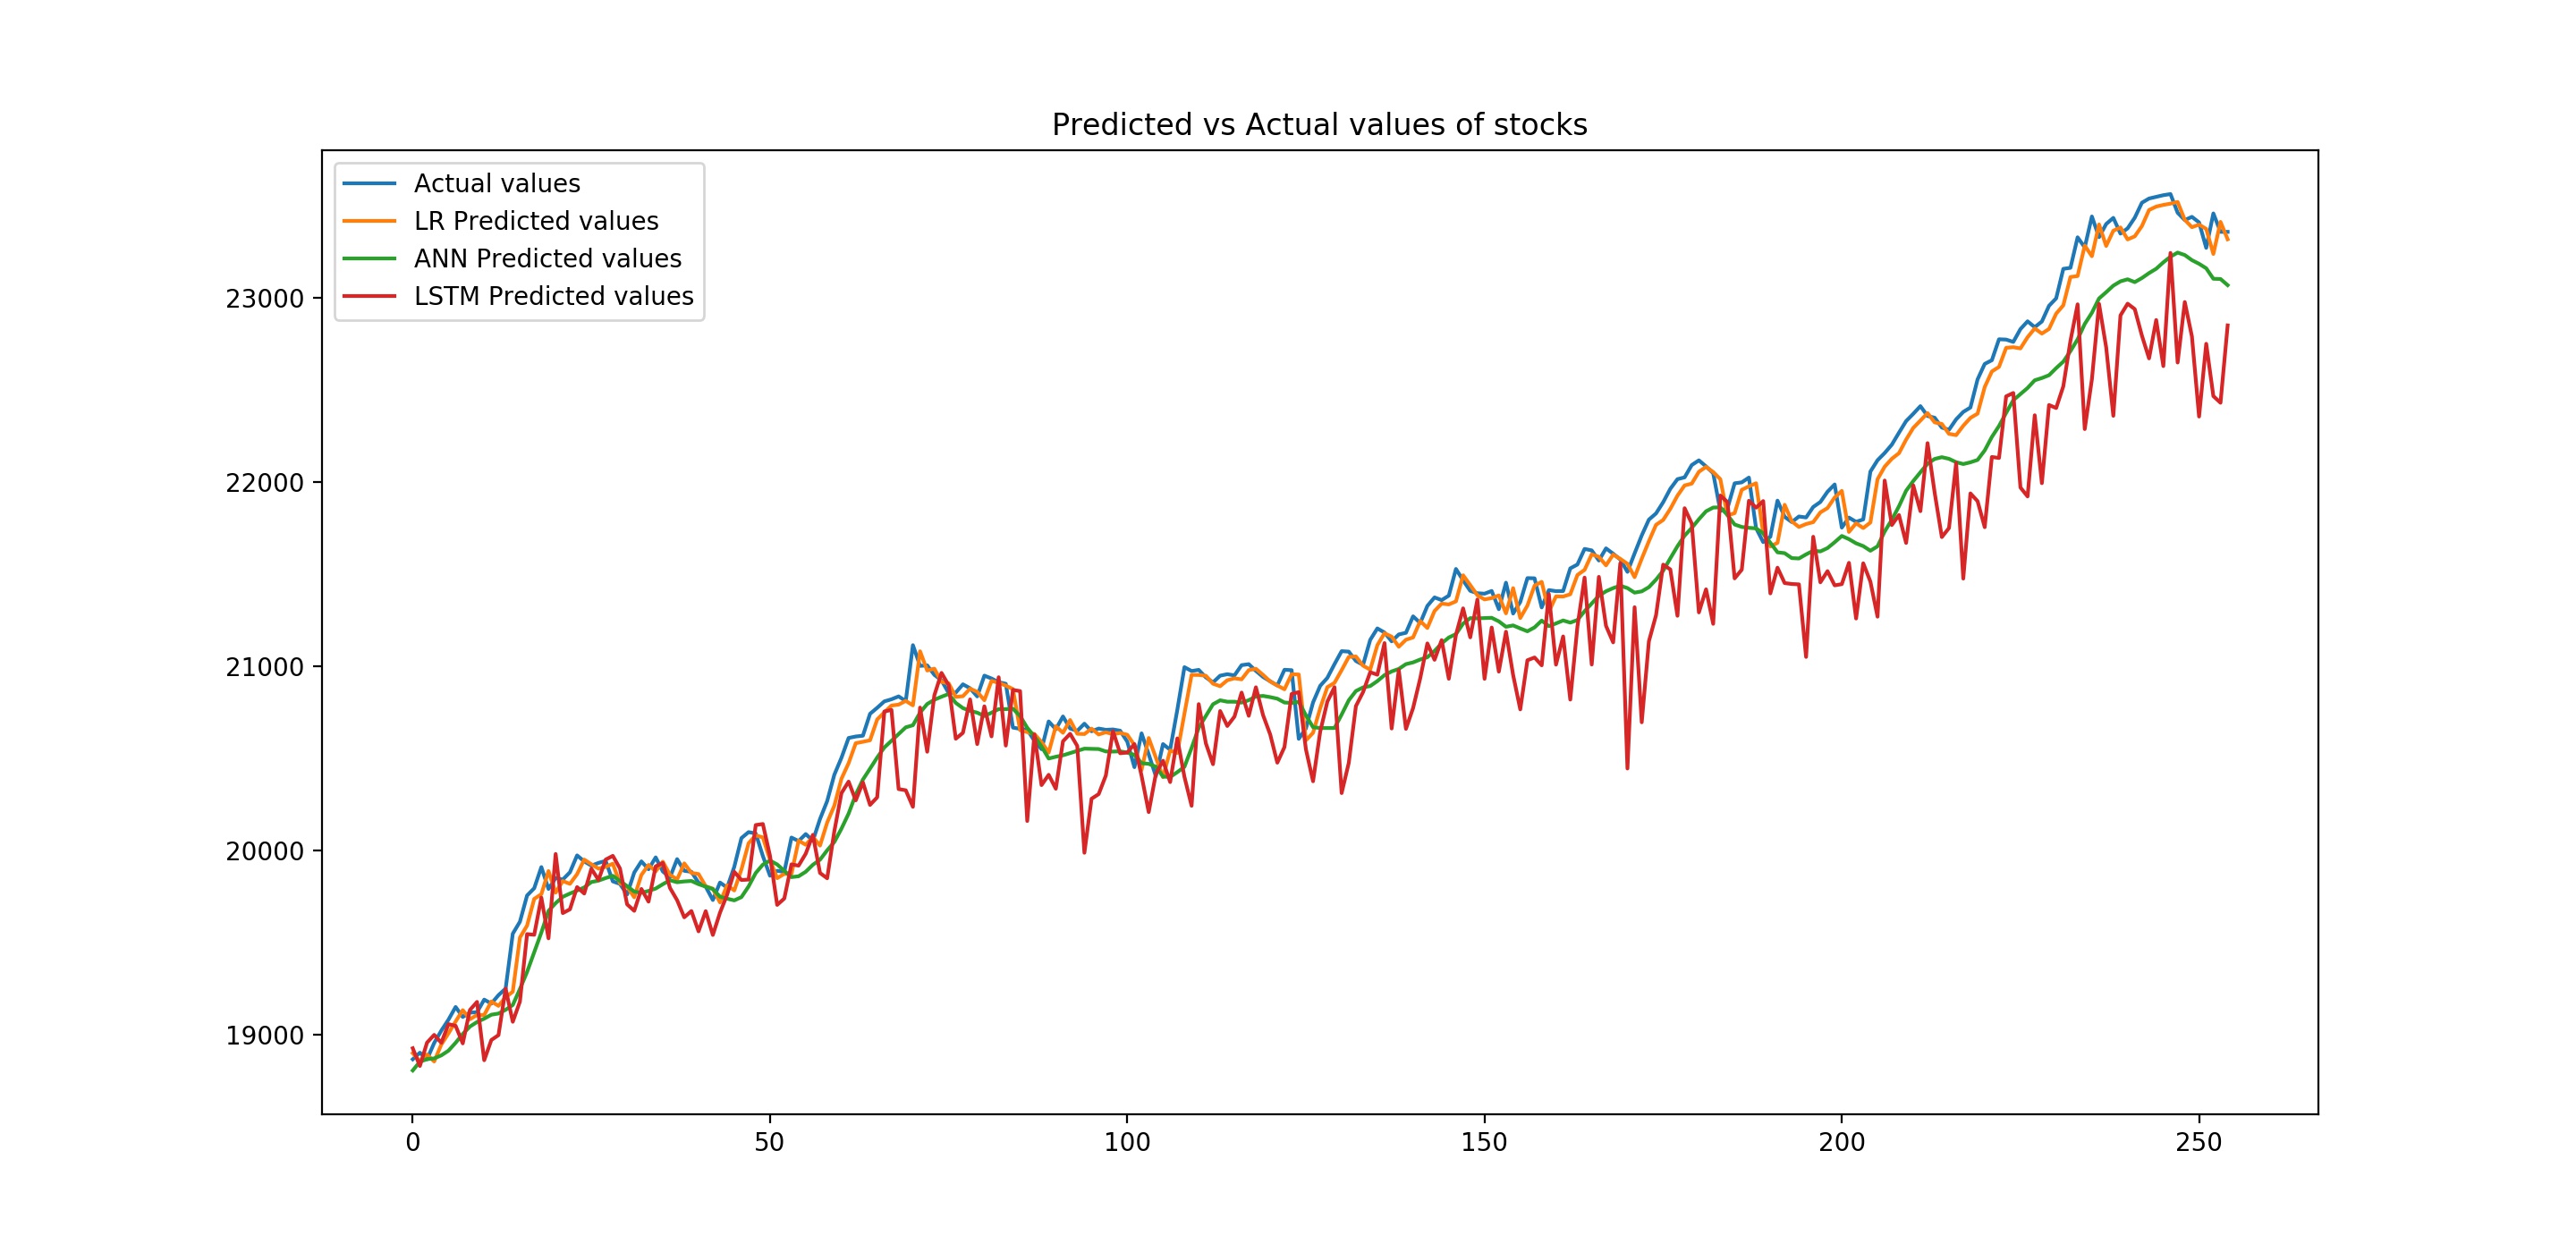 Predicted vs Actual values of stocks
Actual values
LR Predicted values
ANN Predicted values
LSTM Predicted values
23000
22000
21000
20000
19000
0 50 100 150 200 250